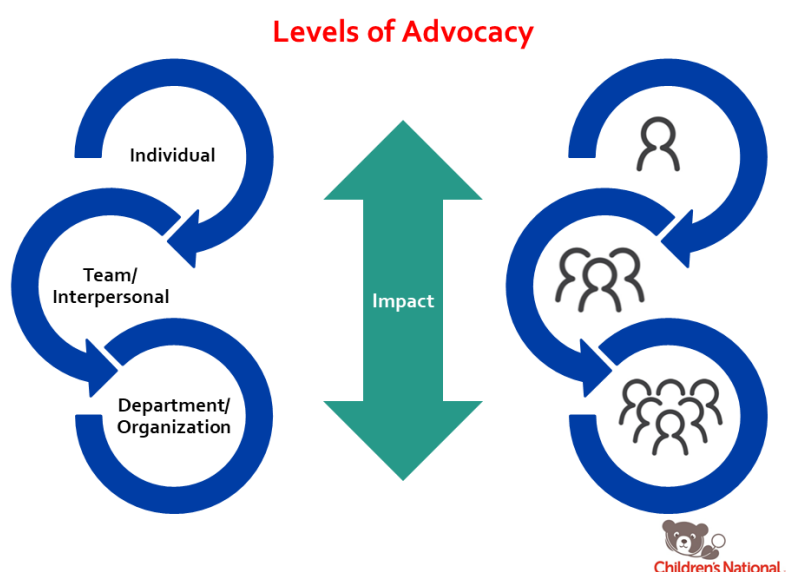 Levels of Advocacy
Individual
Team/
Interpersonal
Department/
Organization
Impact
Children's National